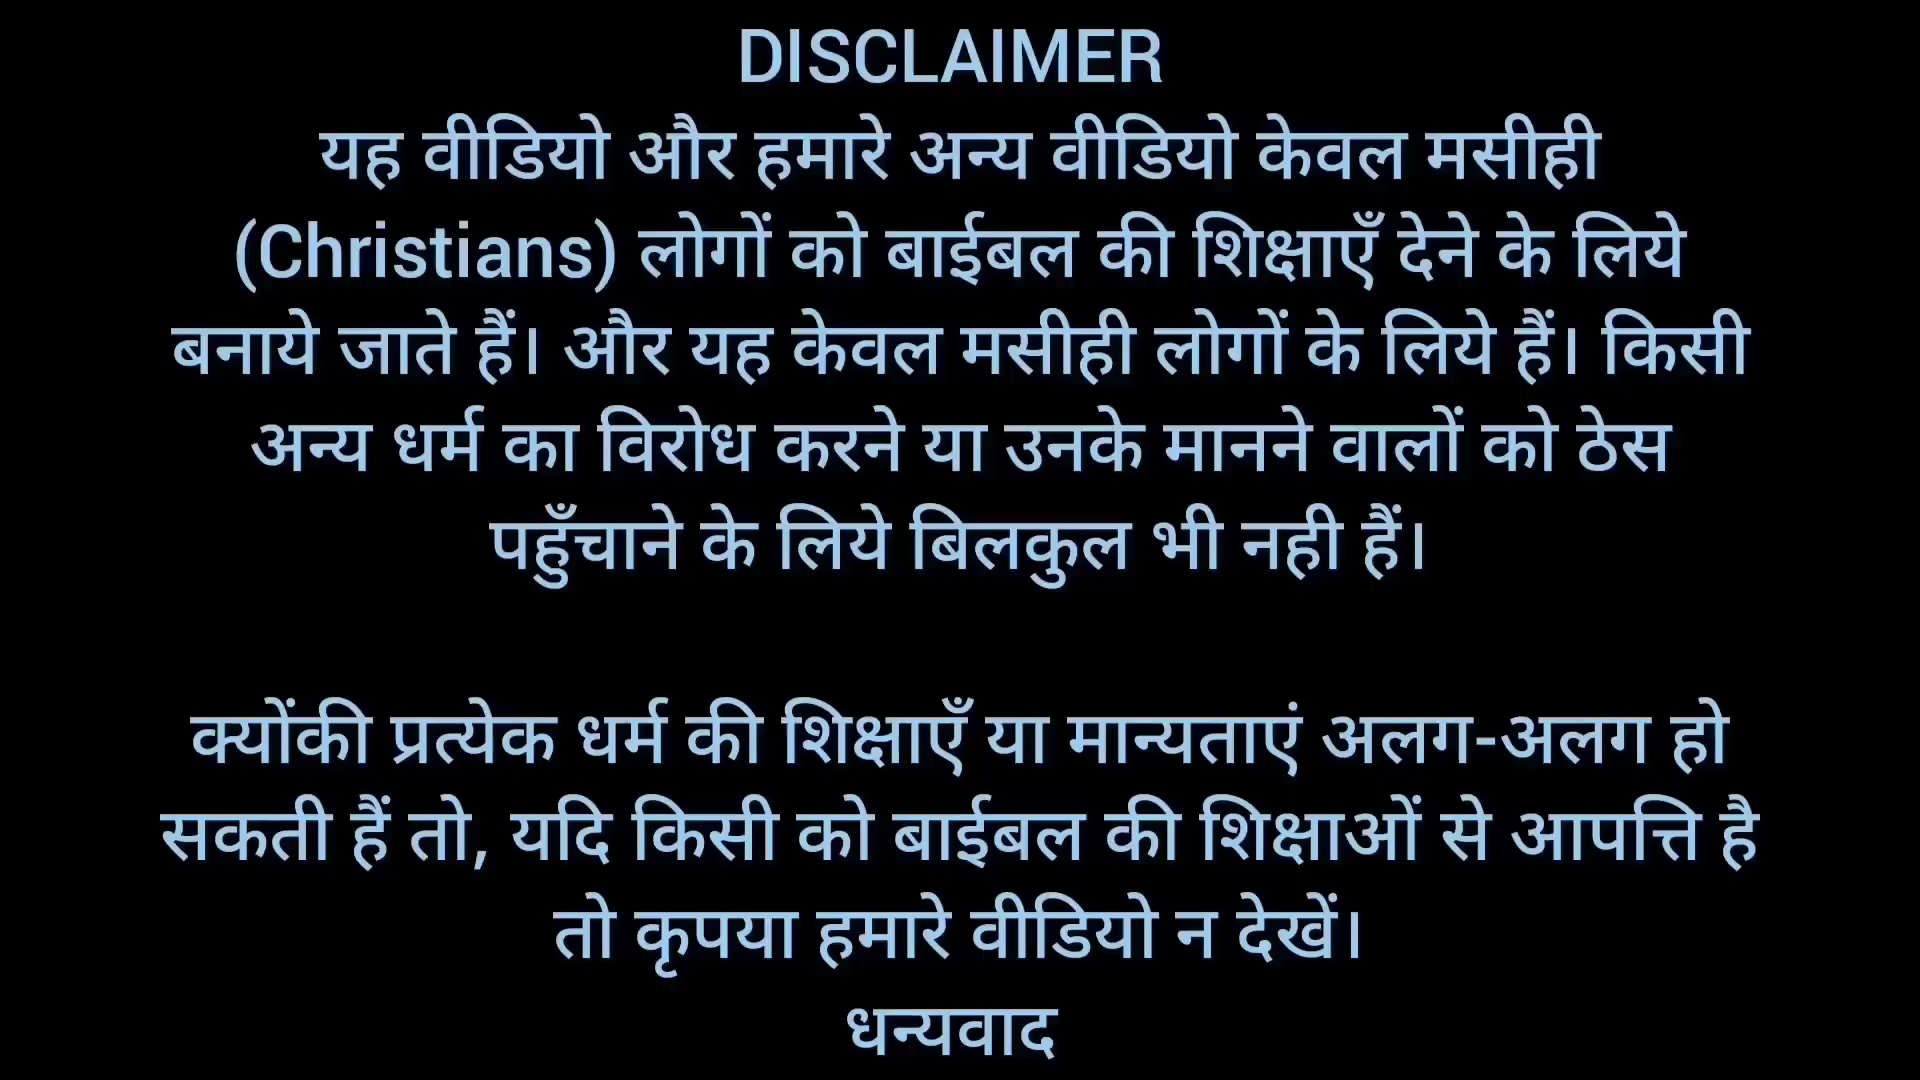 DISCLAIMER
यह वीडियो और हमारे अन्य वीडियो केवल मसीही
(Christians) लोगों को बाईबल की शिक्षाएँ देने के लिये
बनाये जाते हैं। और यह केवल मसीही लोगों के लिये हैं। किसी
अन्य धर्म का विरोध करने या उनके मानने वालों को ठेस
पहुँचाने के लिये बिलकुल भी नही हैं।
क्योंकी प्रत्येक धर्म की शिक्षाएँ या मान्यताएं अलग-अलग हो
सकती हैं तो, यदि किसी को बाईबल की शिक्षाओं से आपत्ति है
तो कृपया हमारे वीडियो न देखें।
धन्यवाद